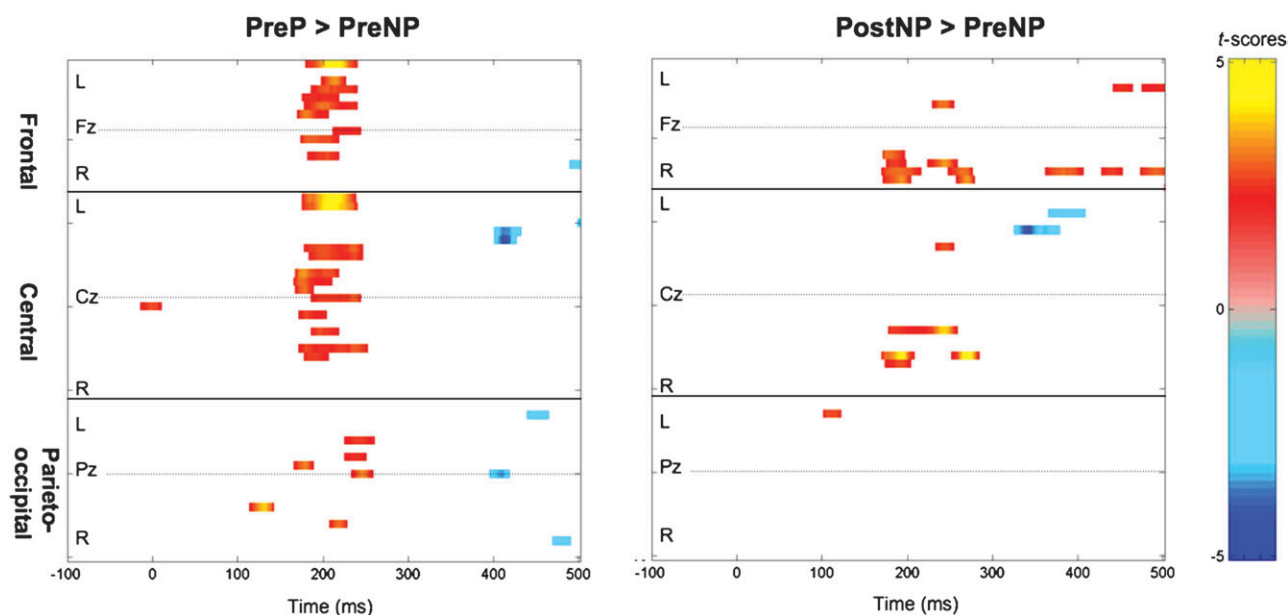 PreP > PreNP
PostNP > PreNP
t-scores
Frontal
L
Fz
R
Central
L
Cz
R
Parieto-
occipital
L
Pz
R
-100 0 100 200 300 400 500
Time (ms)
L
Fz
R
L
Cz
R
L
Pz
R
-100 0 100 200 300 400 500
Time (ms)
5
0
-5